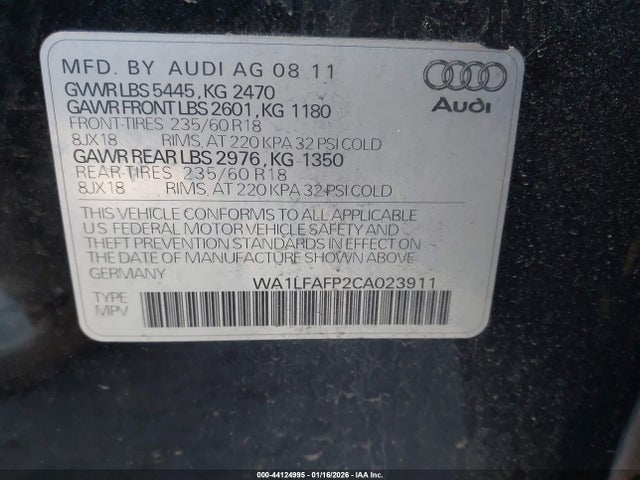 MFD. BY AUDI AG 08 11
GVWR LBS 5445, KG 2470
GAWR FRONT LBS 2601, KG 1180
FRONT-TIRES 235/60 R18
8JX18 RIMS, AT 220 KPA 32 PSI COLD
GAWR REAR LBS 2976, KG 1350
REAR-TIRES 235/60 R18
8JX18 RIMS, AT 220 KPA 32 PSI COLD
Audi
THIS VEHICLE CONFORMS TO ALL APPLICABLE
US FEDERAL MOTOR VEHICLE SAFETY AND
THEFT PREVENTION STANDARDS IN EFFECT ON
THE DATE OF MANUFACTURE SHOWN ABOVE.
GERMANY WA1LFAFP2CA023911
TYPE
MPV
000-44124995 - 01/16/2026 - IAA Inc.